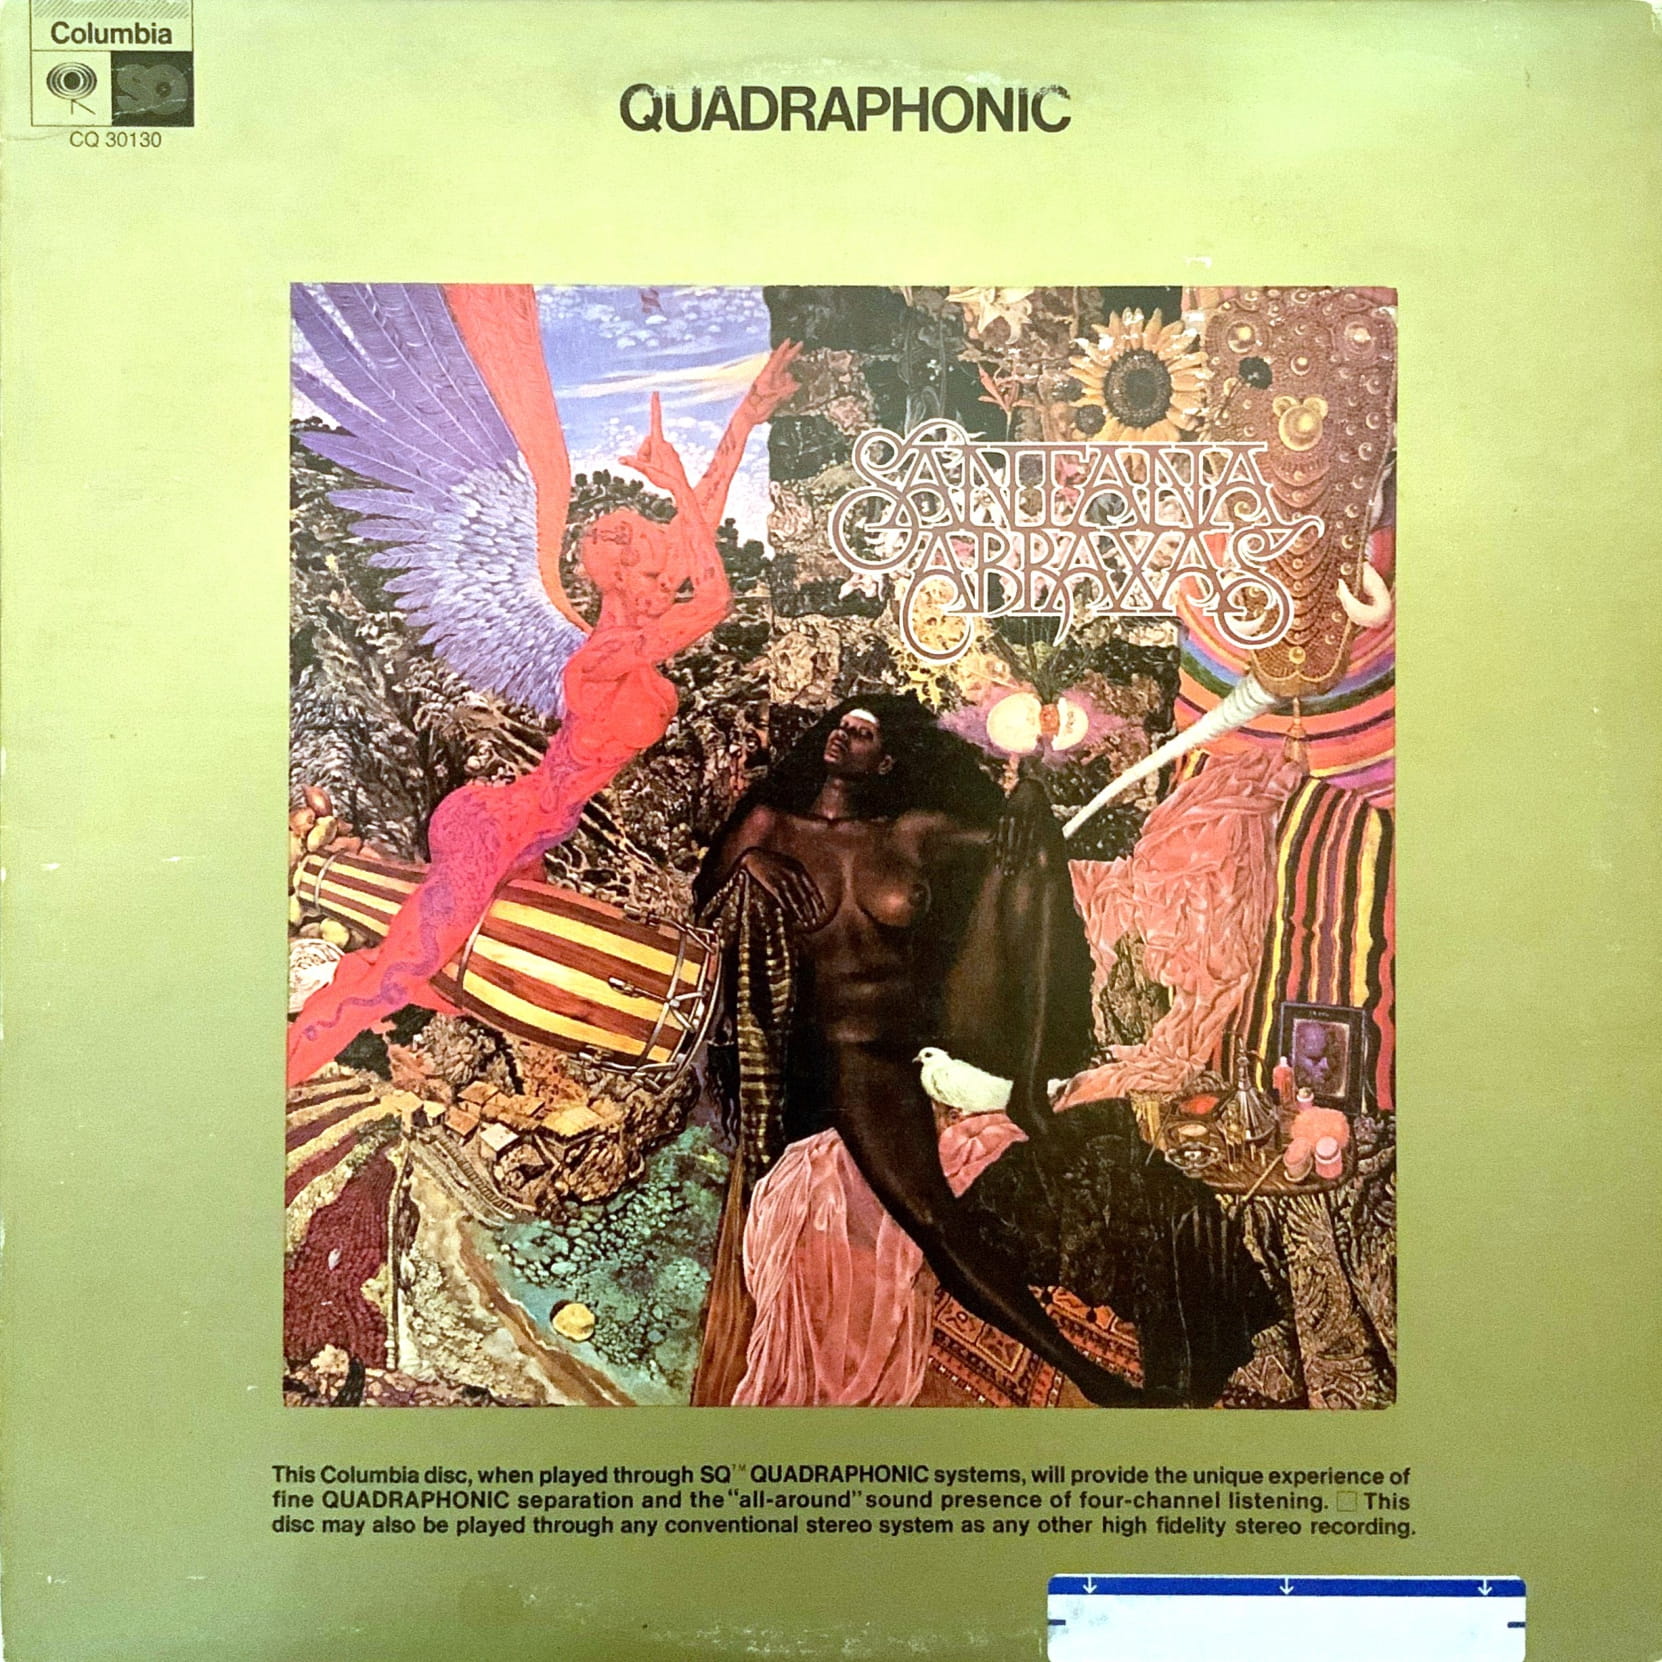 Columbia
SQ
CQ 30130
QUADRAPHONIC
SANTANA
ABRAXAS
This Columbia disc, when played through SQ™ QUADRAPHONIC systems, will provide the unique experience of
fine QUADRAPHONIC separation and the "all-around" sound presence of four-channel listening. □ This
disc may also be played through any conventional stereo system as any other high fidelity stereo recording.